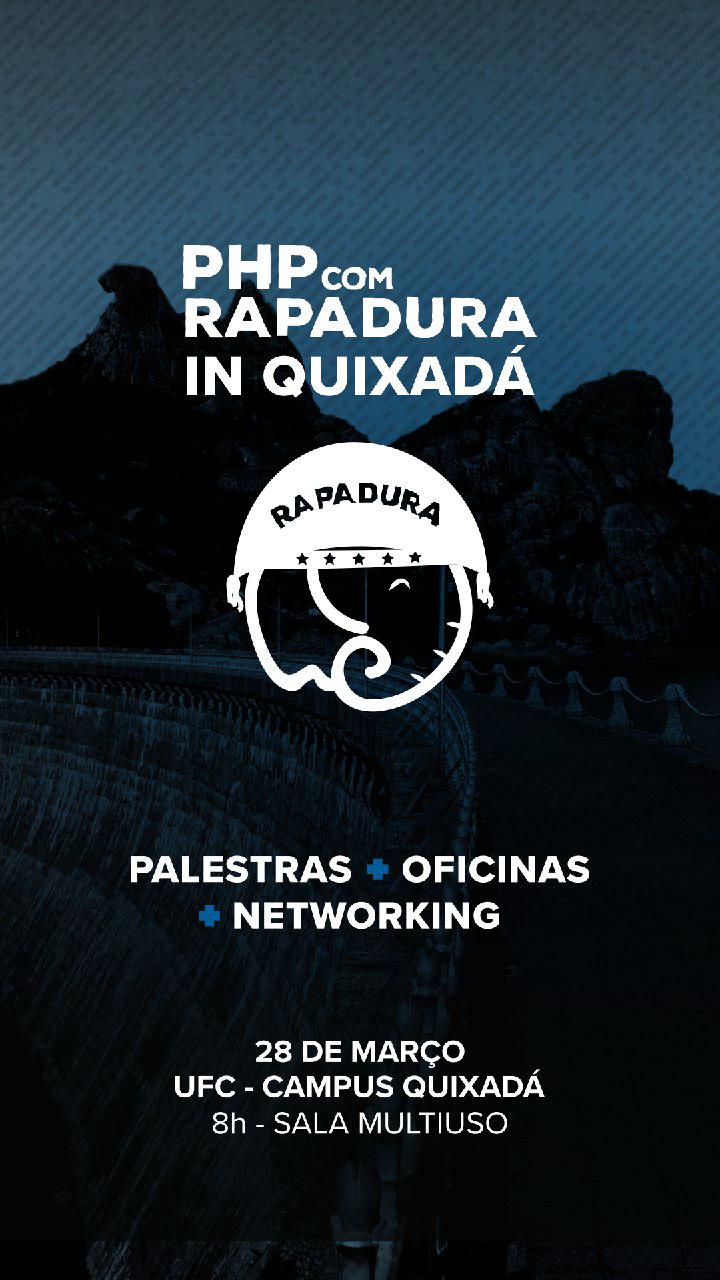 PHP COM
RAPADURA
IN QUIXADÁ
RAPADURA
PALESTRAS + OFICINAS
+ NETWORKING
28 DE MARÇO
UFC - CAMPUS QUIXADÁ
8h - SALA MULTIUSO